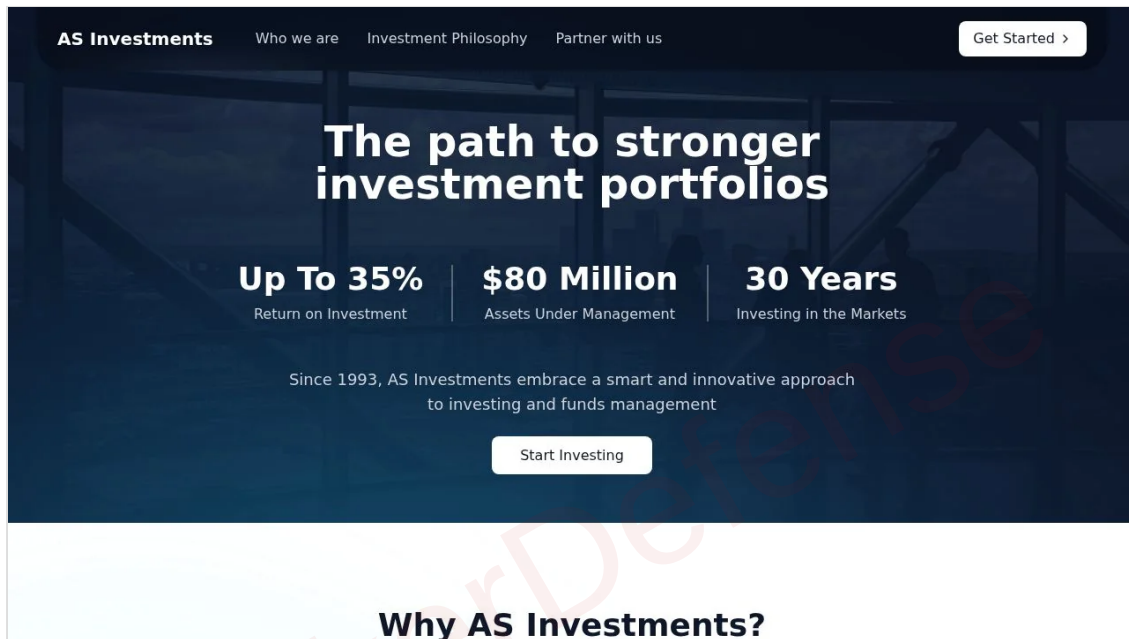 AS Investments
Who we are
Investment Philosophy
Partner with us
Get Started
The path to stronger
investment portfolios
Up To 35%
Return on Investment
$80 Million
Assets Under Management
30 Years
Investing in the Markets
Since 1993, AS Investments embrace a smart and innovative approach
to investing and funds management
Start Investing
Why AS Investments?
erDefense